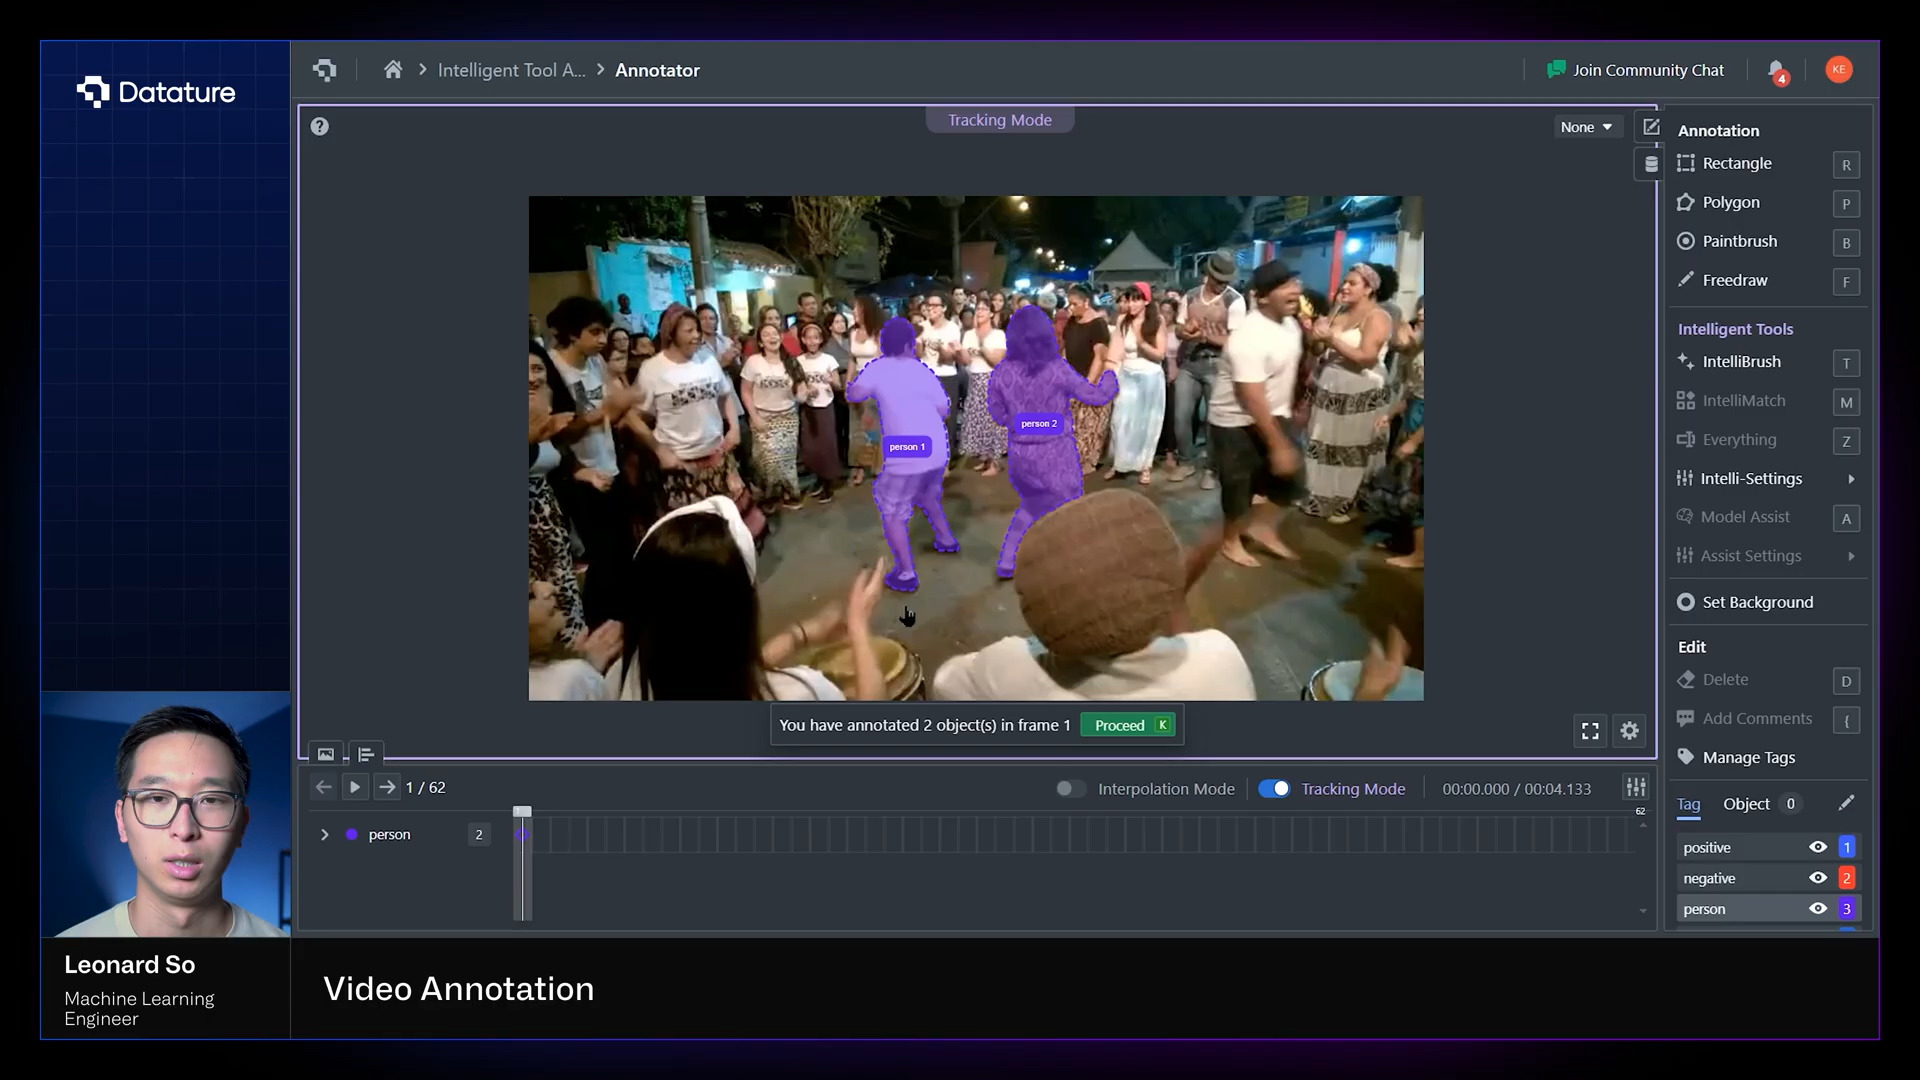 Datature
Intelligent Tool A...
Annotator
Join Community Chat
4
KE
Tracking Mode
None
?
person 1
person 2
You have annotated 2 object(s) in frame 1
Proceed K
Annotation
Rectangle R
Polygon P
Paintbrush B
Freedraw F
Intelligent Tools
IntelliBrush T
IntelliMatch M
Everything Z
Intelli-Settings
Model Assist A
Assist Settings
Set Background
Edit
Delete D
Add Comments {
Manage Tags
Tag Object 0
positive 1
negative 2
person 3
1 / 62
Interpolation Mode
Tracking Mode
00:00.000 / 00:04.133
62
person 2
Leonard So
Machine Learning
Engineer
Video Annotation